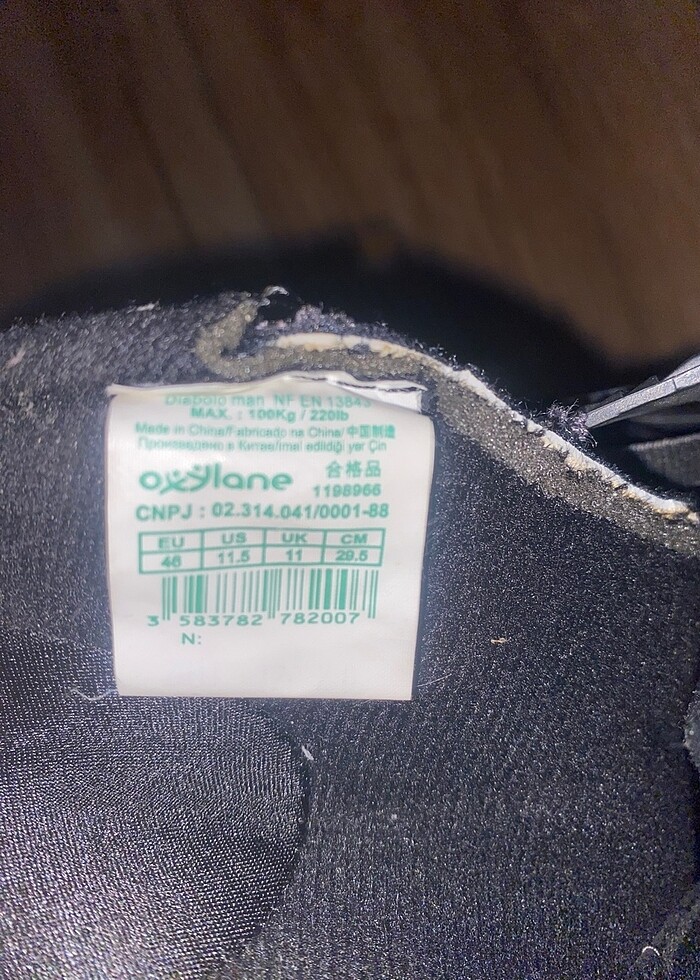 Diabolo man NF EN 13843
MAX. : 100Kg / 220lb
Made in China/Fabricado na China/ 中国制造
Произведено в Китае/Imal edildiği yer Çin
oxylane 合格品
1198966
CNPJ : 02.314.041/0001-88
EU US UK CM
46 11.5 11 29.5
3 583782 782007
N: